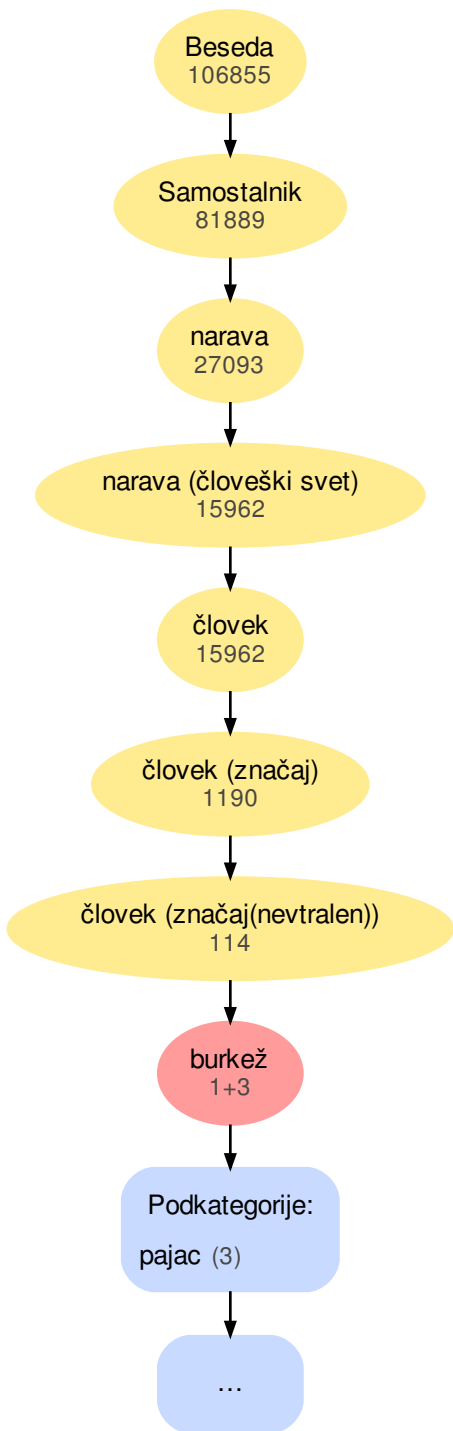 Beseda
106855
Samostalnik
81889
narava
27093
narava (človeški svet)
15962
človek
15962
človek (značaj)
1190
človek (značaj(nevtralen))
114
burkež
1+3
Podkategorije:
pajac (3)
...